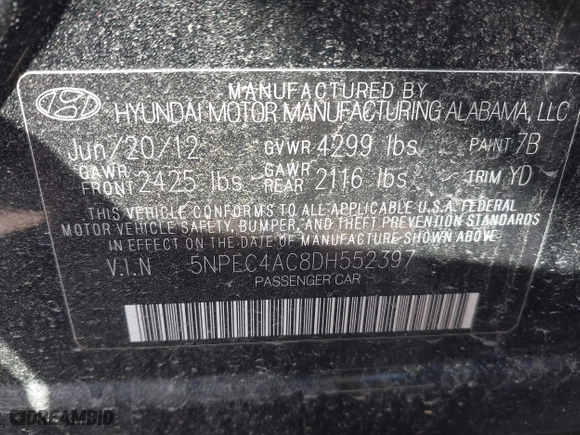 MANUFACTURED BY
HYUNDAI MOTOR MANUFACTURING ALABAMA, LLC
Jun/20/12 GVWR 4299 lbs. PAINT 7B
GAWR FRONT 2425 lbs. GAWR REAR 2116 lbs. TRIM YD
THIS VEHICLE CONFORMS TO ALL APPLICABLE U.S.A. FEDERAL
MOTOR VEHICLE SAFETY, BUMPER, AND THEFT PREVENTION STANDARDS
IN EFFECT ON THE DATE OF MANUFACTURE SHOWN ABOVE.
V.I.N 5NPEC4AC8DH552397
PASSENGER CAR
DREAMBID